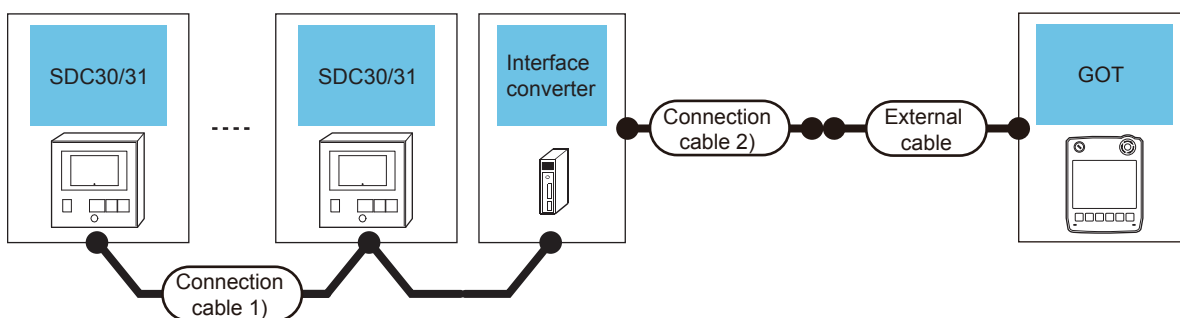 SDC30/31
SDC30/31
Interface
converter
GOT
Connection
cable 2)
External
cable
Connection
cable 1)